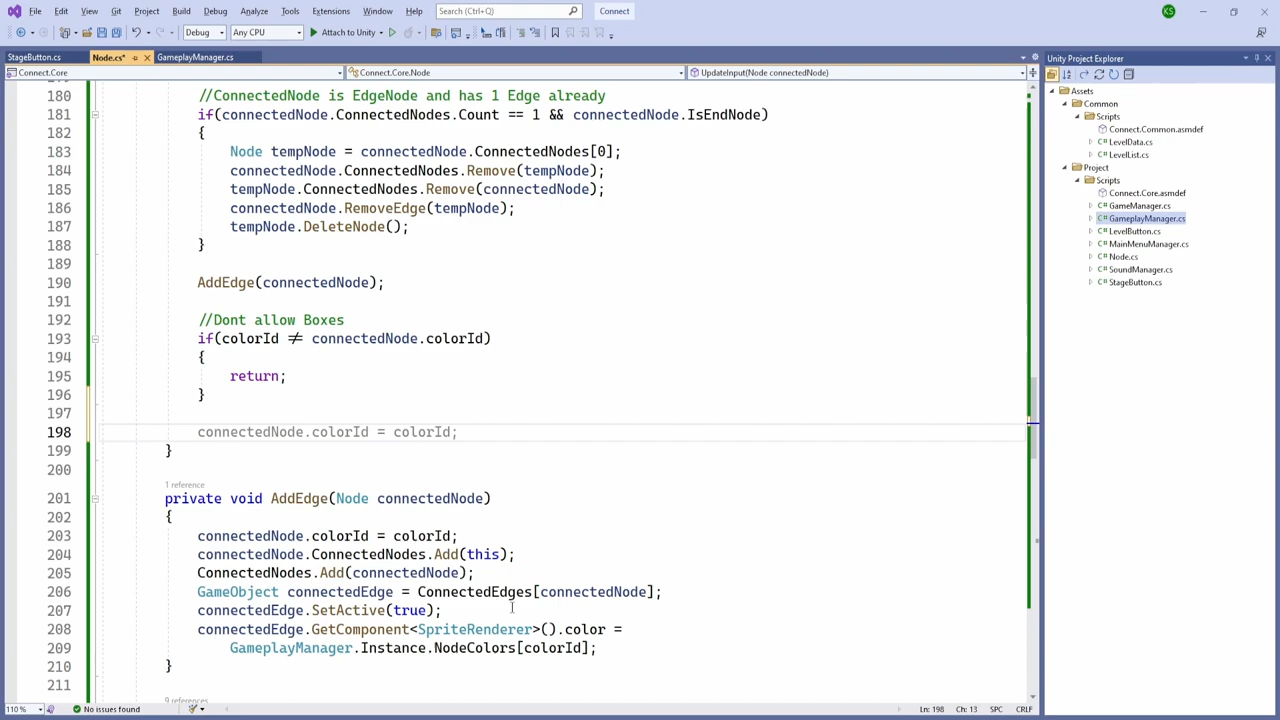 File Edit View Git Project Build Debug Analyze Tools Extensions Window Help Search (Ctrl+Q) Connect KS
Debug Any CPU Attach to Unity
StageButton.cs Node.cs* GameplayManager.cs
Connect.Core Connect.Core.Node UpdateInput(Node connectedNode)
180 //ConnectedNode is EdgeNode and has 1 Edge already
181 if(connectedNode.ConnectedNodes.Count == 1 && connectedNode.IsEndNode)
182 {
183 Node tempNode = connectedNode.ConnectedNodes[0];
184 connectedNode.ConnectedNodes.Remove(tempNode);
185 tempNode.ConnectedNodes.Remove(connectedNode);
186 connectedNode.RemoveEdge(tempNode);
187 tempNode.DeleteNode();
188 }
189
190 AddEdge(connectedNode);
191
192 //Dont allow Boxes
193 if(colorId ≠ connectedNode.colorId)
194 {
195 return;
196 }
197
198 connectedNode.colorId = colorId;
199 }
200
1 reference
201 private void AddEdge(Node connectedNode)
202 {
203 connectedNode.colorId = colorId;
204 connectedNode.ConnectedNodes.Add(this);
205 ConnectedNodes.Add(connectedNode);
206 GameObject connectedEdge = ConnectedEdges[connectedNode];
207 connectedEdge.SetActive(true);
208 connectedEdge.GetComponent<SpriteRenderer>().color =
209 GameplayManager.Instance.NodeColors[colorId];
210 }
211
9 references
110 % No issues found Ln: 198 Ch: 13 SPC CRLF
Unity Project Explorer
Assets
Common
Scripts
Connect.Common.asmdef
LevelData.cs
LevelList.cs
Project
Scripts
Connect.Core.asmdef
GameManager.cs
GameplayManager.cs
LevelButton.cs
MainMenuManager.cs
Node.cs
SoundManager.cs
StageButton.cs